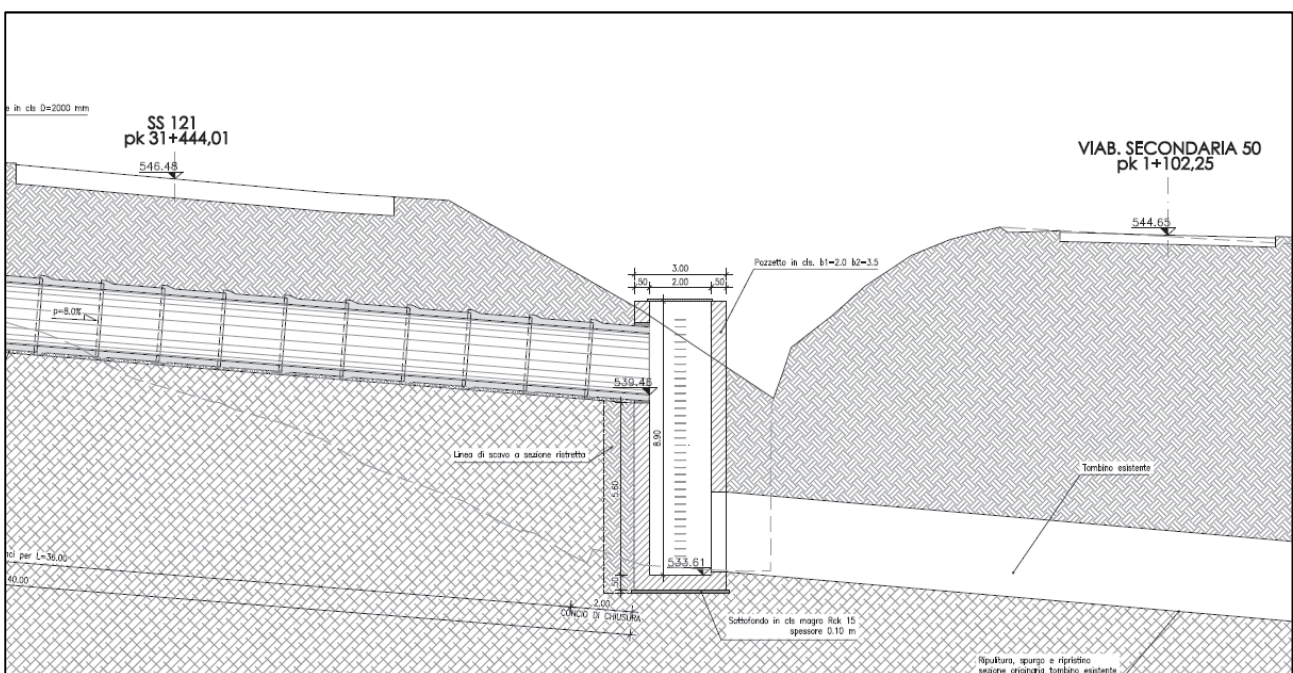 e in cls D=2000 mm
SS 121
pk 31+444,01
546.48
VIAB. SECONDARIA 50
pk 1+102,25
544.65
3.00
.50 2.00 .50
Pozzetto in cls. b1=2.0 b2=3.5
p=8.0%
539.46
8.90
Linea di scavo a sezione ristretta
5.60
Tombino esistente
533.61
.50
nci per L=36.00
40.00
2.00
CONCIO DI CHIUSURA
Sottofondo in cls magro Rck 15
spessore 0.10 m
Ripulitura, spurgo e ripristino
sezione originaria tombino esistente